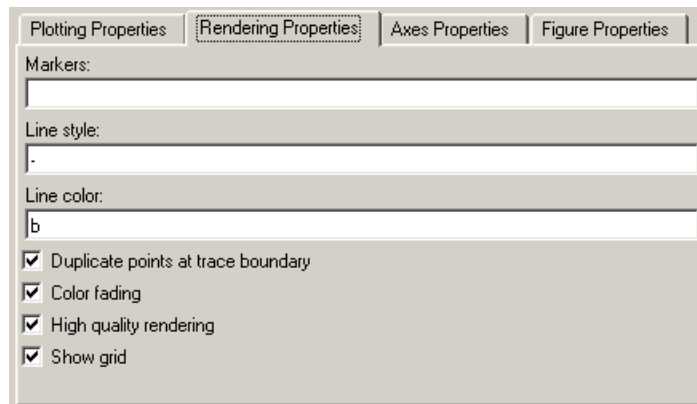 Plotting Properties Rendering Properties Axes Properties Figure Properties
Markers:
Line style:
-
Line color:
b
Duplicate points at trace boundary
Color fading
High quality rendering
Show grid